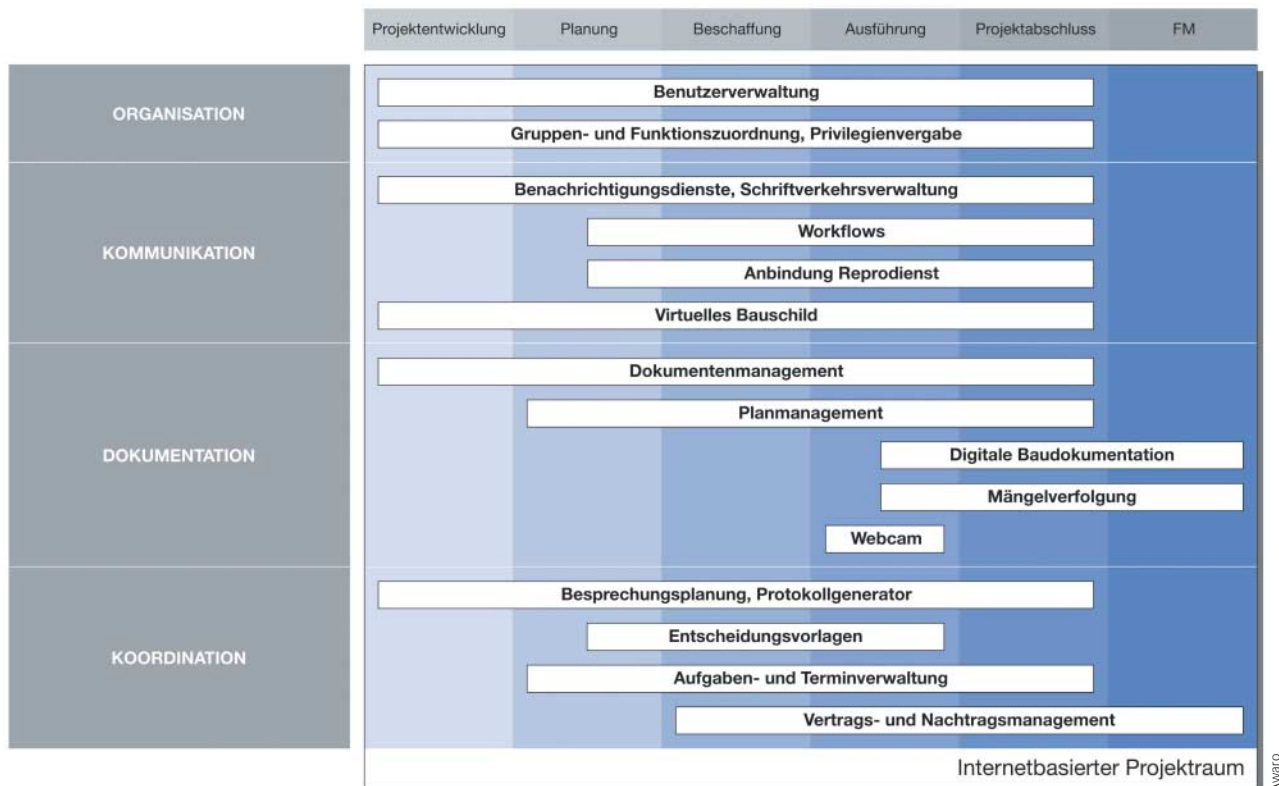 Projektentwicklung Planung Beschaffung Ausführung Projektabschluss FM
ORGANISATION
Benutzerverwaltung
Gruppen- und Funktionszuordnung, Privilegienvergabe
KOMMUNIKATION
Benachrichtigungsdienste, Schriftverkehrsverwaltung
Workflows
Anbindung Reprodienst
Virtuelles Bauschild
DOKUMENTATION
Dokumentenmanagement
Planmanagement
Digitale Baudokumentation
Mängelverfolgung
Webcam
KOORDINATION
Besprechungsplanung, Protokollgenerator
Entscheidungsvorlagen
Aufgaben- und Terminverwaltung
Vertrags- und Nachtragsmanagement
Internetbasierter Projektraum
Awaro